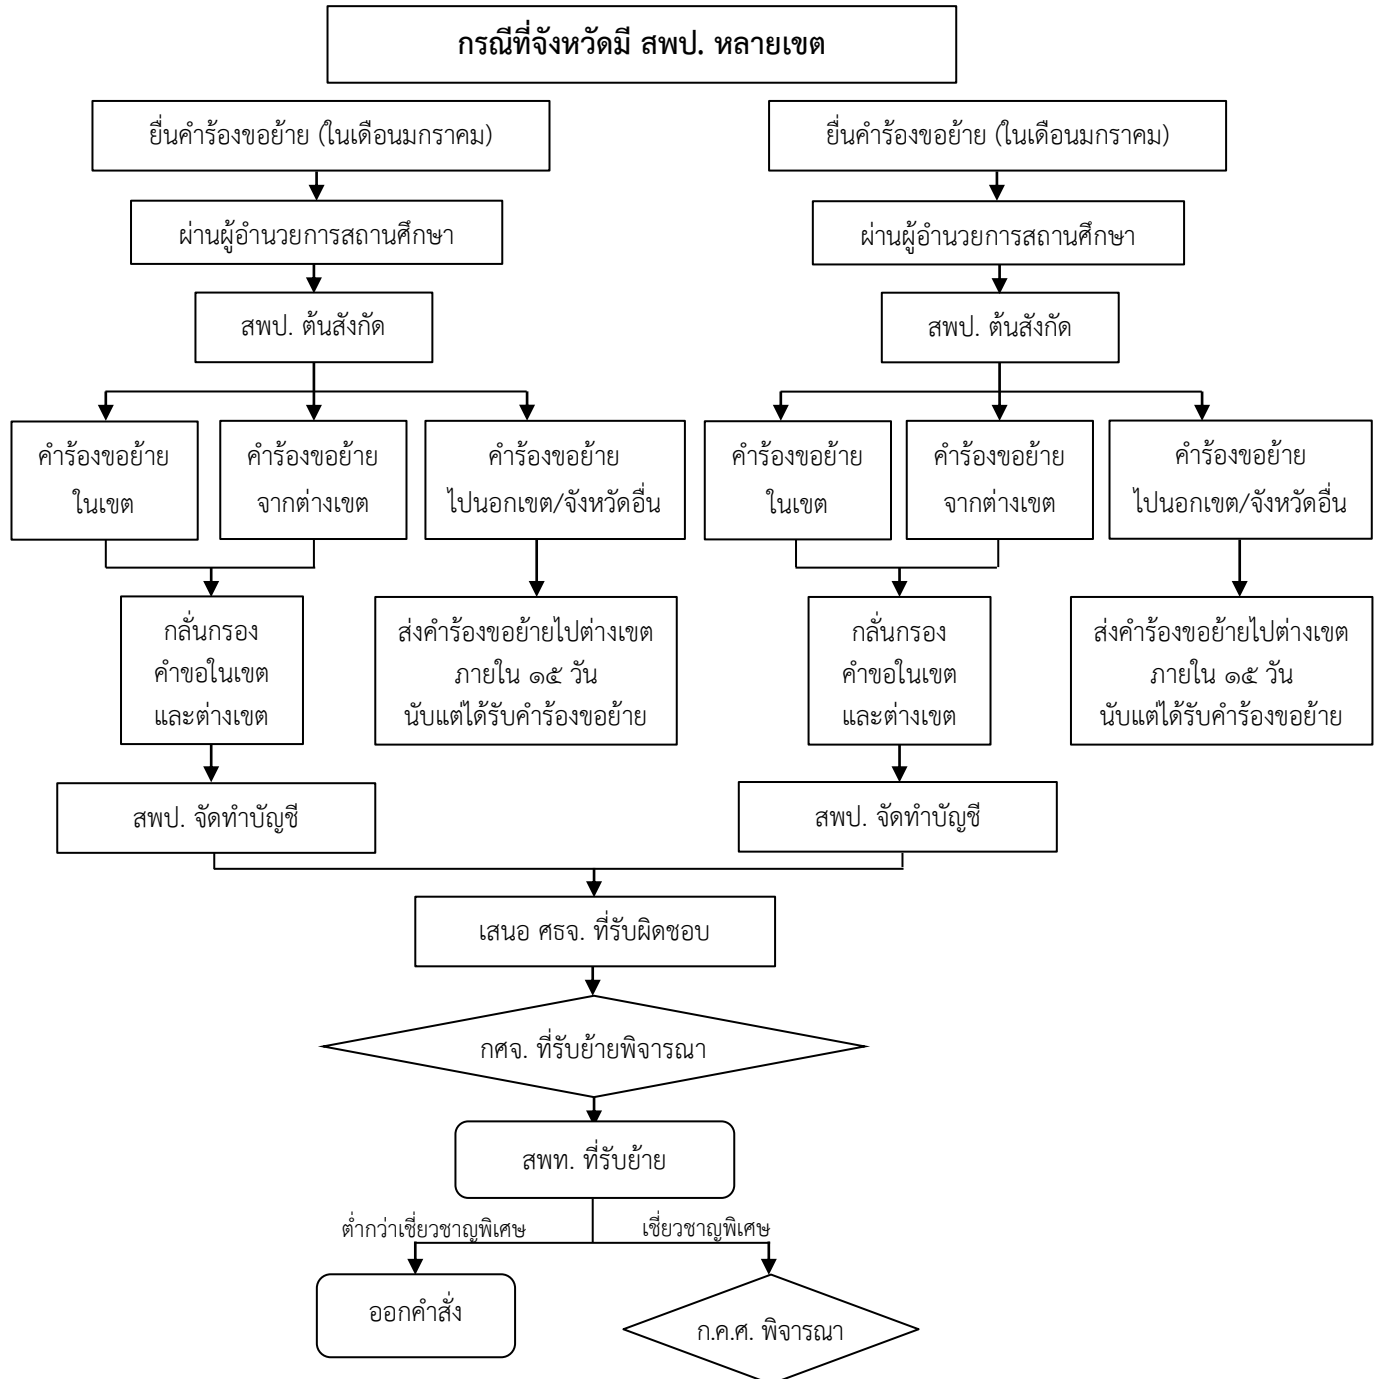 กรณีที่จังหวัดมี สพป. หลายเขต
ยื่นคำร้องขอย้าย (ในเดือนมกราคม)
ยื่นคำร้องขอย้าย (ในเดือนมกราคม)
ผ่านผู้อำนวยการสถานศึกษา
ผ่านผู้อำนวยการสถานศึกษา
สพป. ต้นสังกัด
สพป. ต้นสังกัด
คำร้องขอย้าย
ในเขต
คำร้องขอย้าย
จากต่างเขต
คำร้องขอย้าย
ไปนอกเขต/จังหวัดอื่น
คำร้องขอย้าย
ในเขต
คำร้องขอย้าย
จากต่างเขต
คำร้องขอย้าย
ไปนอกเขต/จังหวัดอื่น
กลั่นกรอง
คำขอในเขต
และต่างเขต
ส่งคำร้องขอย้ายไปต่างเขต
ภายใน ๑๕ วัน
นับแต่ได้รับคำร้องขอย้าย
กลั่นกรอง
คำขอในเขต
และต่างเขต
ส่งคำร้องขอย้ายไปต่างเขต
ภายใน ๑๕ วัน
นับแต่ได้รับคำร้องขอย้าย
สพป. จัดทำบัญชี
สพป. จัดทำบัญชี
เสนอ ศธจ. ที่รับผิดชอบ
กศจ. ที่รับย้ายพิจารณา
สพท. ที่รับย้าย
ต่ำกว่าเชี่ยวชาญพิเศษ
เชี่ยวชาญพิเศษ
ออกคำสั่ง
ก.ค.ศ. พิจารณา